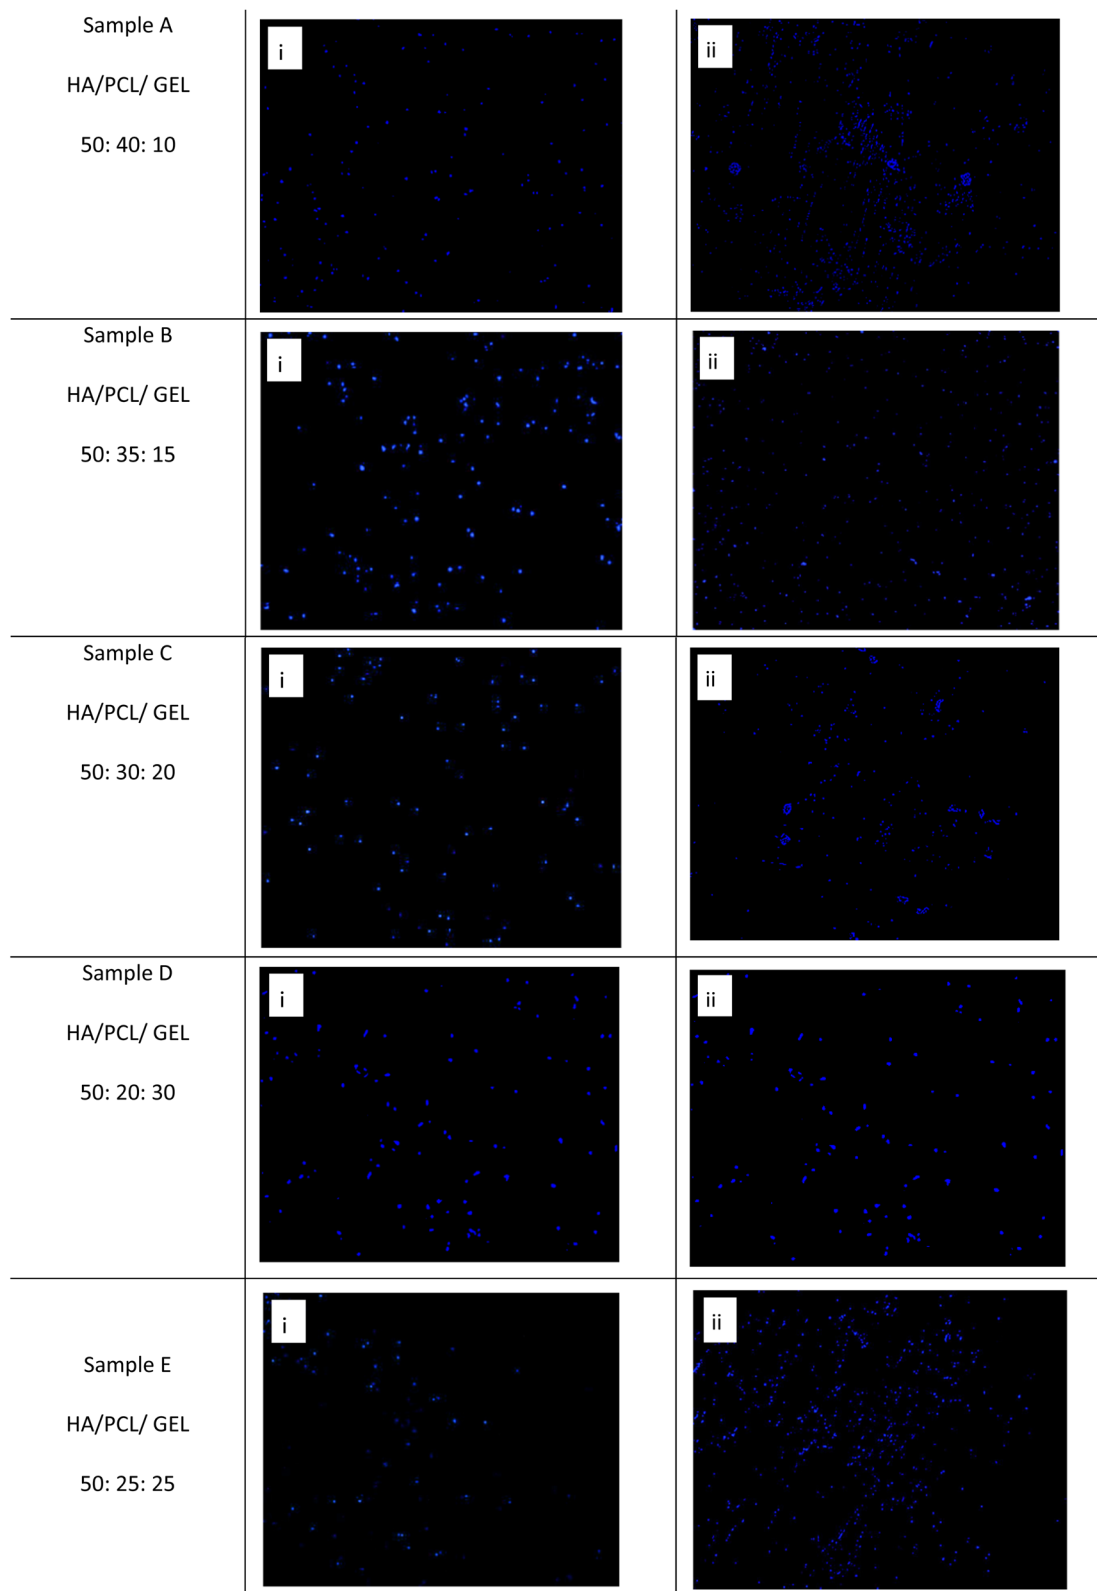 Sample A
HA/PCL/ GEL
50: 40: 10
i
ii
Sample B
HA/PCL/ GEL
50: 35: 15
i
ii
Sample C
HA/PCL/ GEL
50: 30: 20
i
ii
Sample D
HA/PCL/ GEL
50: 20: 30
i
ii
Sample E
HA/PCL/ GEL
50: 25: 25
i
ii